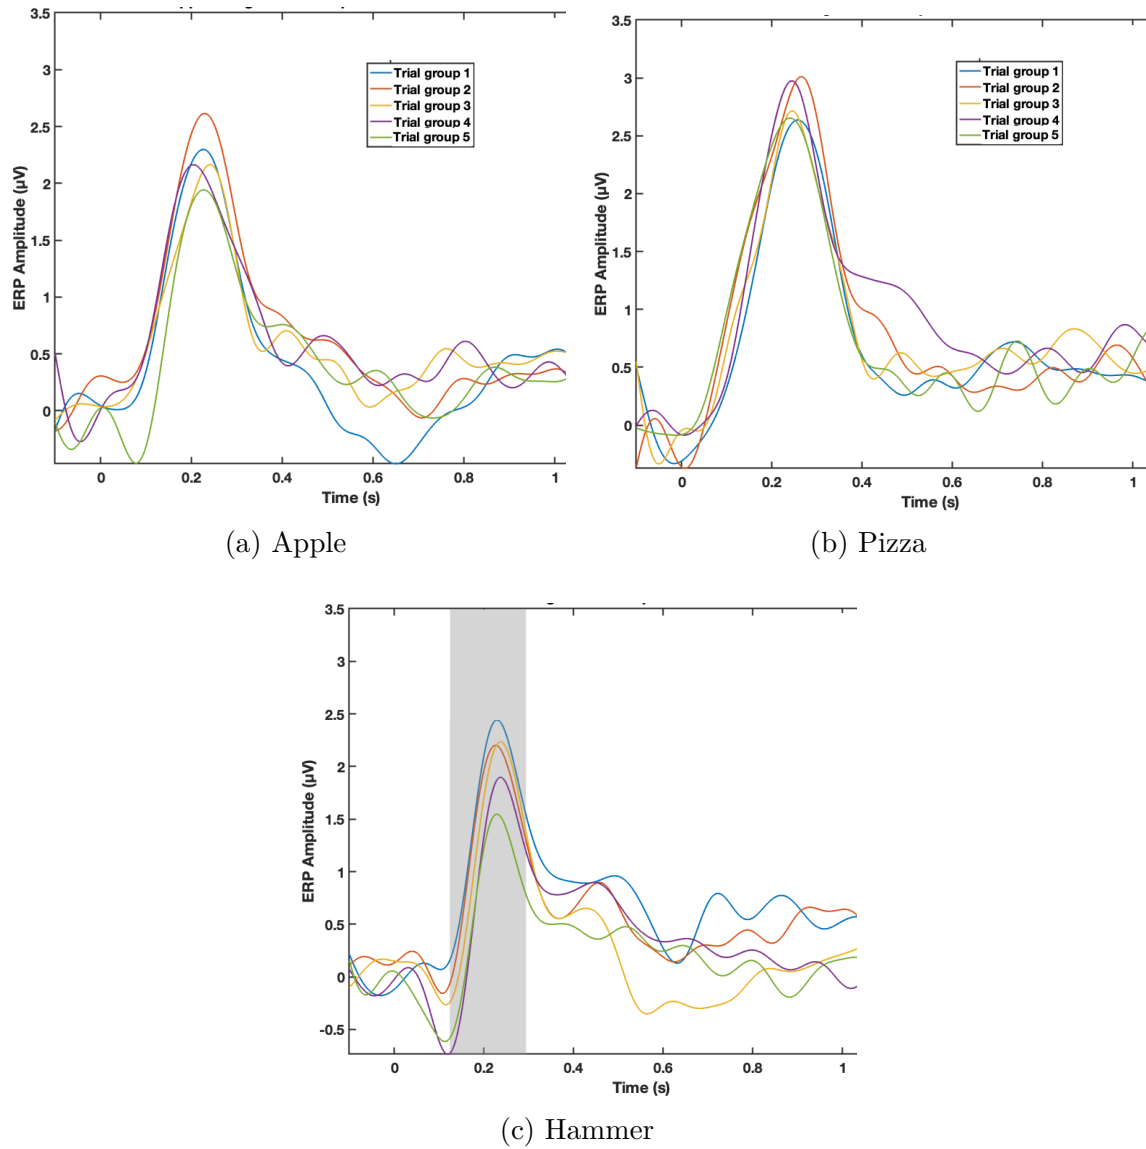 3.5
3
2.5
2
1.5
1
0.5
0
ERP Amplitude (µV)
Trial group 1
Trial group 2
Trial group 3
Trial group 4
Trial group 5
0 0.2 0.4 0.6 0.8 1
Time (s)
(a) Apple
3.5
3
2.5
2
1.5
1
0.5
0
ERP Amplitude (µV)
Trial group 1
Trial group 2
Trial group 3
Trial group 4
Trial group 5
0 0.2 0.4 0.6 0.8 1
Time (s)
(b) Pizza
3.5
3
2.5
2
1.5
1
0.5
0
-0.5
ERP Amplitude (µV)
0 0.2 0.4 0.6 0.8 1
Time (s)
(c) Hammer